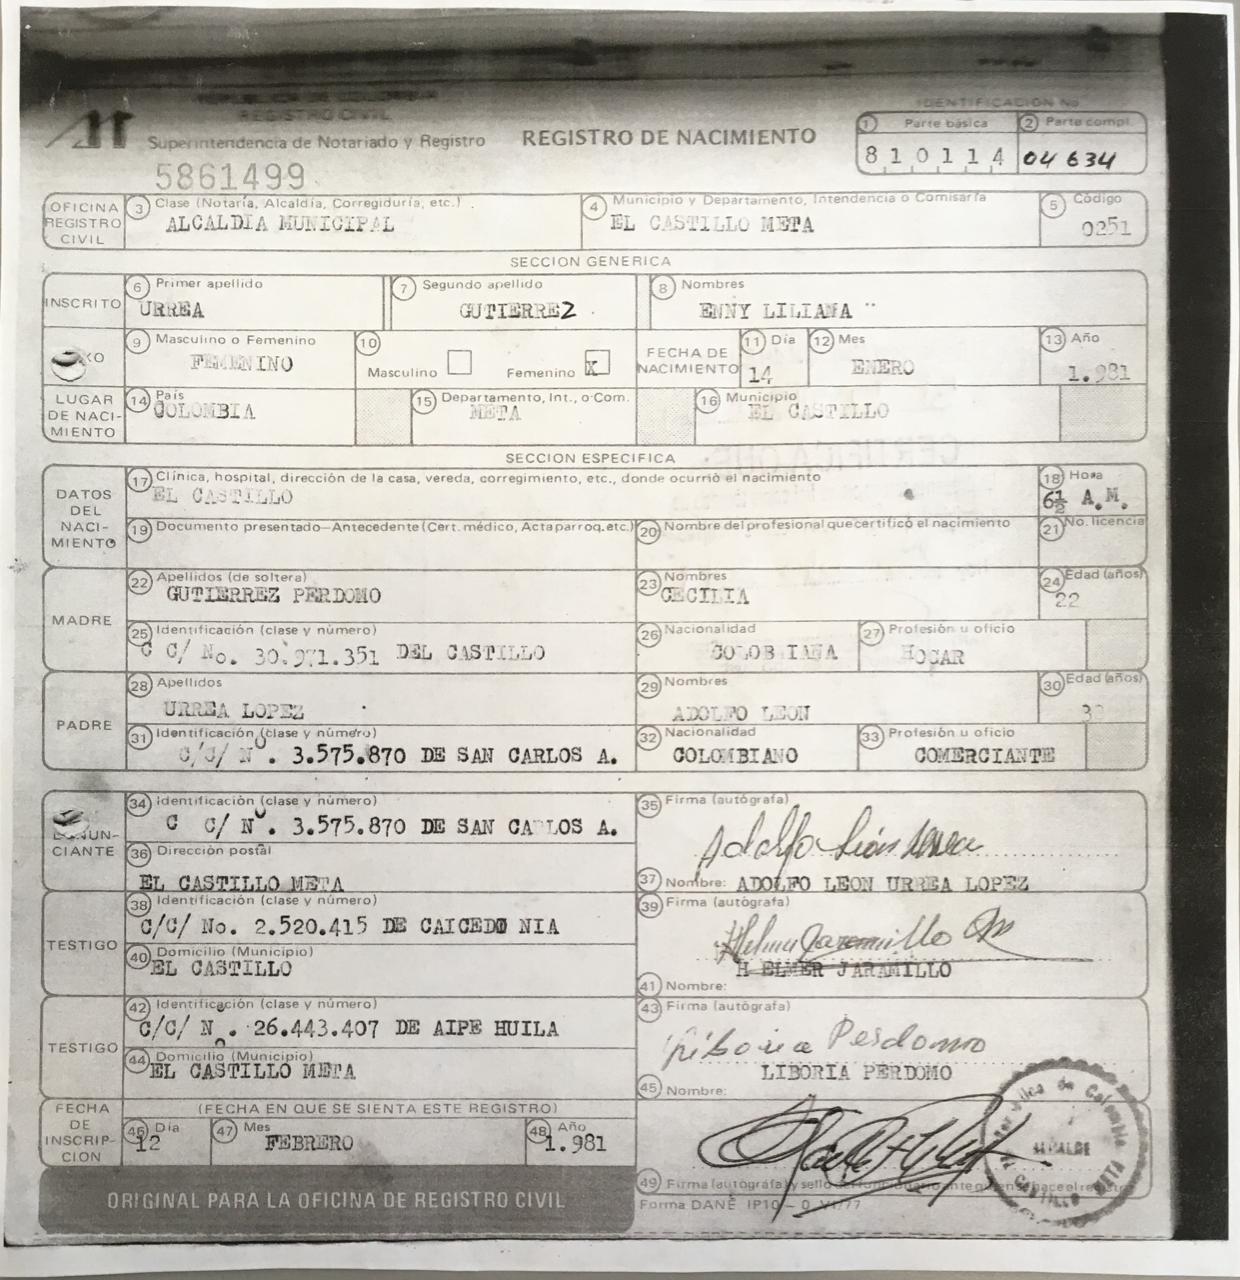 REPUBLICA DE COLOMBIA
REGISTRO CIVIL
Superintendencia de Notariado y Registro
REGISTRO DE NACIMIENTO
IDENTIFICACION No
1 Parte básica
2 Parte compl.
810114
04634
5861499
OFICINA REGISTRO CIVIL
3 Clase (Notaría, Alcaldía, Corregiduría, etc.)
ALCALDIA MUNICIPAL
4 Municipio y Departamento, Intendencia o Comisaría
EL CASTILLO META
5 Código
0251
SECCION GENERICA
INSCRITO
6 Primer apellido
URREA
7 Segundo apellido
GUTIERREZ
8 Nombres
ENNY LILIANA
XO
9 Masculino o Femenino
FEMENINO
10
Masculino
Femenino X
FECHA DE NACIMIENTO
11 Día
14
12 Mes
ENERO
13 Año
1.981
LUGAR DE NACI-MIENTO
14 País
COLOMBIA
15 Departamento, Int., o Com.
META
16 Municipio
EL CASTILLO
SECCION ESPECIFICA
DATOS DEL NACI-MIENTO
17 Clínica, hospital, dirección de la casa, vereda, corregimiento, etc., donde ocurrió el nacimiento
EL CASTILLO
18 Hora
6½ A.M.
19 Documento presentado—Antecedente (Cert. médico, Acta parroq. etc.)
20 Nombre del profesional que certificó el nacimiento
21 No. licencia
MADRE
22 Apellidos (de soltera)
GUTIERREZ PERDOMO
23 Nombres
CECILIA
24 Edad (años)
22
25 Identificación (clase y número)
C C/ No. 30.971.351 DEL CASTILLO
26 Nacionalidad
COLOBIANA
27 Profesión u oficio
HOGAR
PADRE
28 Apellidos
URREA LOPEZ
29 Nombres
ADOLFO LEON
30 Edad (años)
31 Identificación (clase y número)
C/C/ Nº. 3.575.870 DE SAN CARLOS A.
32 Nacionalidad
COLOMBIANO
33 Profesión u oficio
COMERCIANTE
DENUN-CIANTE
34 Identificación (clase y número)
C C/ Nº. 3.575.870 DE SAN CARLOS A.
35 Firma (autógrafa)
Adolfo León Urrea
36 Dirección postal
EL CASTILLO META
37 Nombre: ADOLFO LEON URREA LOPEZ
TESTIGO
38 Identificación (clase y número)
C/C/ No. 2.520.415 DE CAICEDO NIA
39 Firma (autógrafa)
Helmer Jaramillo M
40 Domicilio (Municipio)
EL CASTILLO
H ELMER JARAMILLO
41 Nombre:
TESTIGO
42 Identificación (clase y número)
C/C/ N . 26.443.407 DE AIPE HUILA
43 Firma (autógrafa)
Liboria Perdomo
44 Domicilio (Municipio)
EL CASTILLO META
LIBORIA PERDOMO
45 Nombre:
FECHA DE INSCRIP-CION
(FECHA EN QUE SE SIENTA ESTE REGISTRO)
46 Día
12
47 Mes
FEBRERO
48 Año
1.981
de Colombia
ALCALDE
CASTILLO META
49 Firma (autógrafa) y sello del funcionario ante quien se hace el registro
ORIGINAL PARA LA OFICINA DE REGISTRO CIVIL
Forma DANE IP10 – 0 VI/77